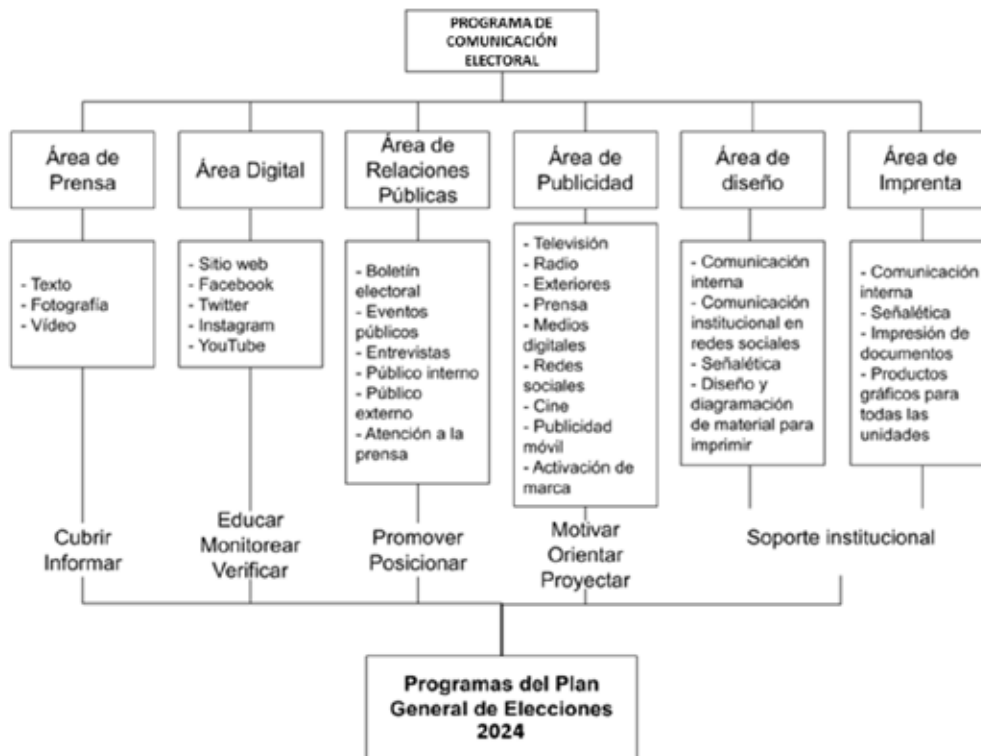 PROGRAMA DE
COMUNICACIÓN
ELECTORAL
Área de
Prensa
Área Digital
Área de
Relaciones
Públicas
Área de
Publicidad
Área de
diseño
Área de
Imprenta
- Texto
- Fotografía
- Vídeo
- Sitio web
- Facebook
- Twitter
- Instagram
- YouTube
- Boletín
electoral
- Eventos
públicos
- Entrevistas
- Público interno
- Público
externo
- Atención a la
prensa
- Televisión
- Radio
- Exteriores
- Prensa
- Medios
digitales
- Redes
sociales
- Cine
- Publicidad
móvil
- Activación de
marca
- Comunicación
interna
- Comunicación
institucional en
redes sociales
- Señalética
- Diseño y
diagramación
de material para
imprimir
- Comunicación
interna
- Señalética
- Impresión de
documentos
- Productos
gráficos para
todas las
unidades
Cubrir
Informar
Educar
Monitorear
Verificar
Promover
Posicionar
Motivar
Orientar
Proyectar
Soporte institucional
Programas del Plan
General de Elecciones
2024